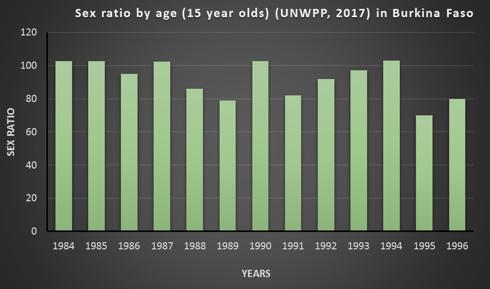 Sex ratio by age (15 year olds) (UNWPP, 2017) in Burkina Faso
120
100
80
60
40
20
0
SEX RATIO
1984 1985 1986 1987 1988 1989 1990 1991 1992 1993 1994 1995 1996
YEARS